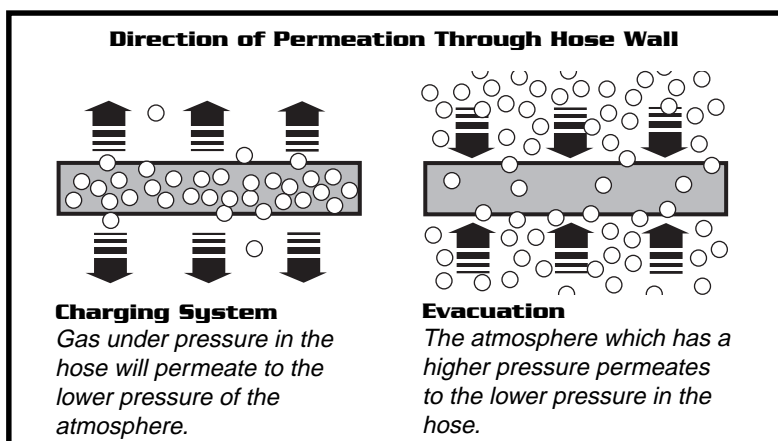 Direction of Permeation Through Hose Wall
Charging System
Gas under pressure in the
hose will permeate to the
lower pressure of the
atmosphere.
Evacuation
The atmosphere which has a
higher pressure permeates
to the lower pressure in the
hose.